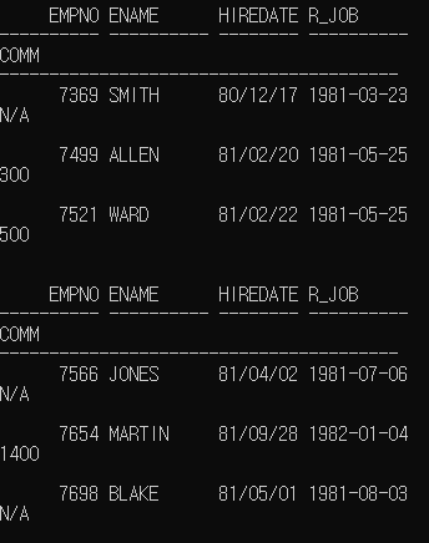 EMPNO ENAME HIREDATE R_JOB
---------- ---------- -------- ----------
COMM
----------------------------------------
7369 SMITH 80/12/17 1981-03-23
N/A
7499 ALLEN 81/02/20 1981-05-25
300
7521 WARD 81/02/22 1981-05-25
500
EMPNO ENAME HIREDATE R_JOB
---------- ---------- -------- ----------
COMM
----------------------------------------
7566 JONES 81/04/02 1981-07-06
N/A
7654 MARTIN 81/09/28 1982-01-04
1400
7698 BLAKE 81/05/01 1981-08-03
N/A